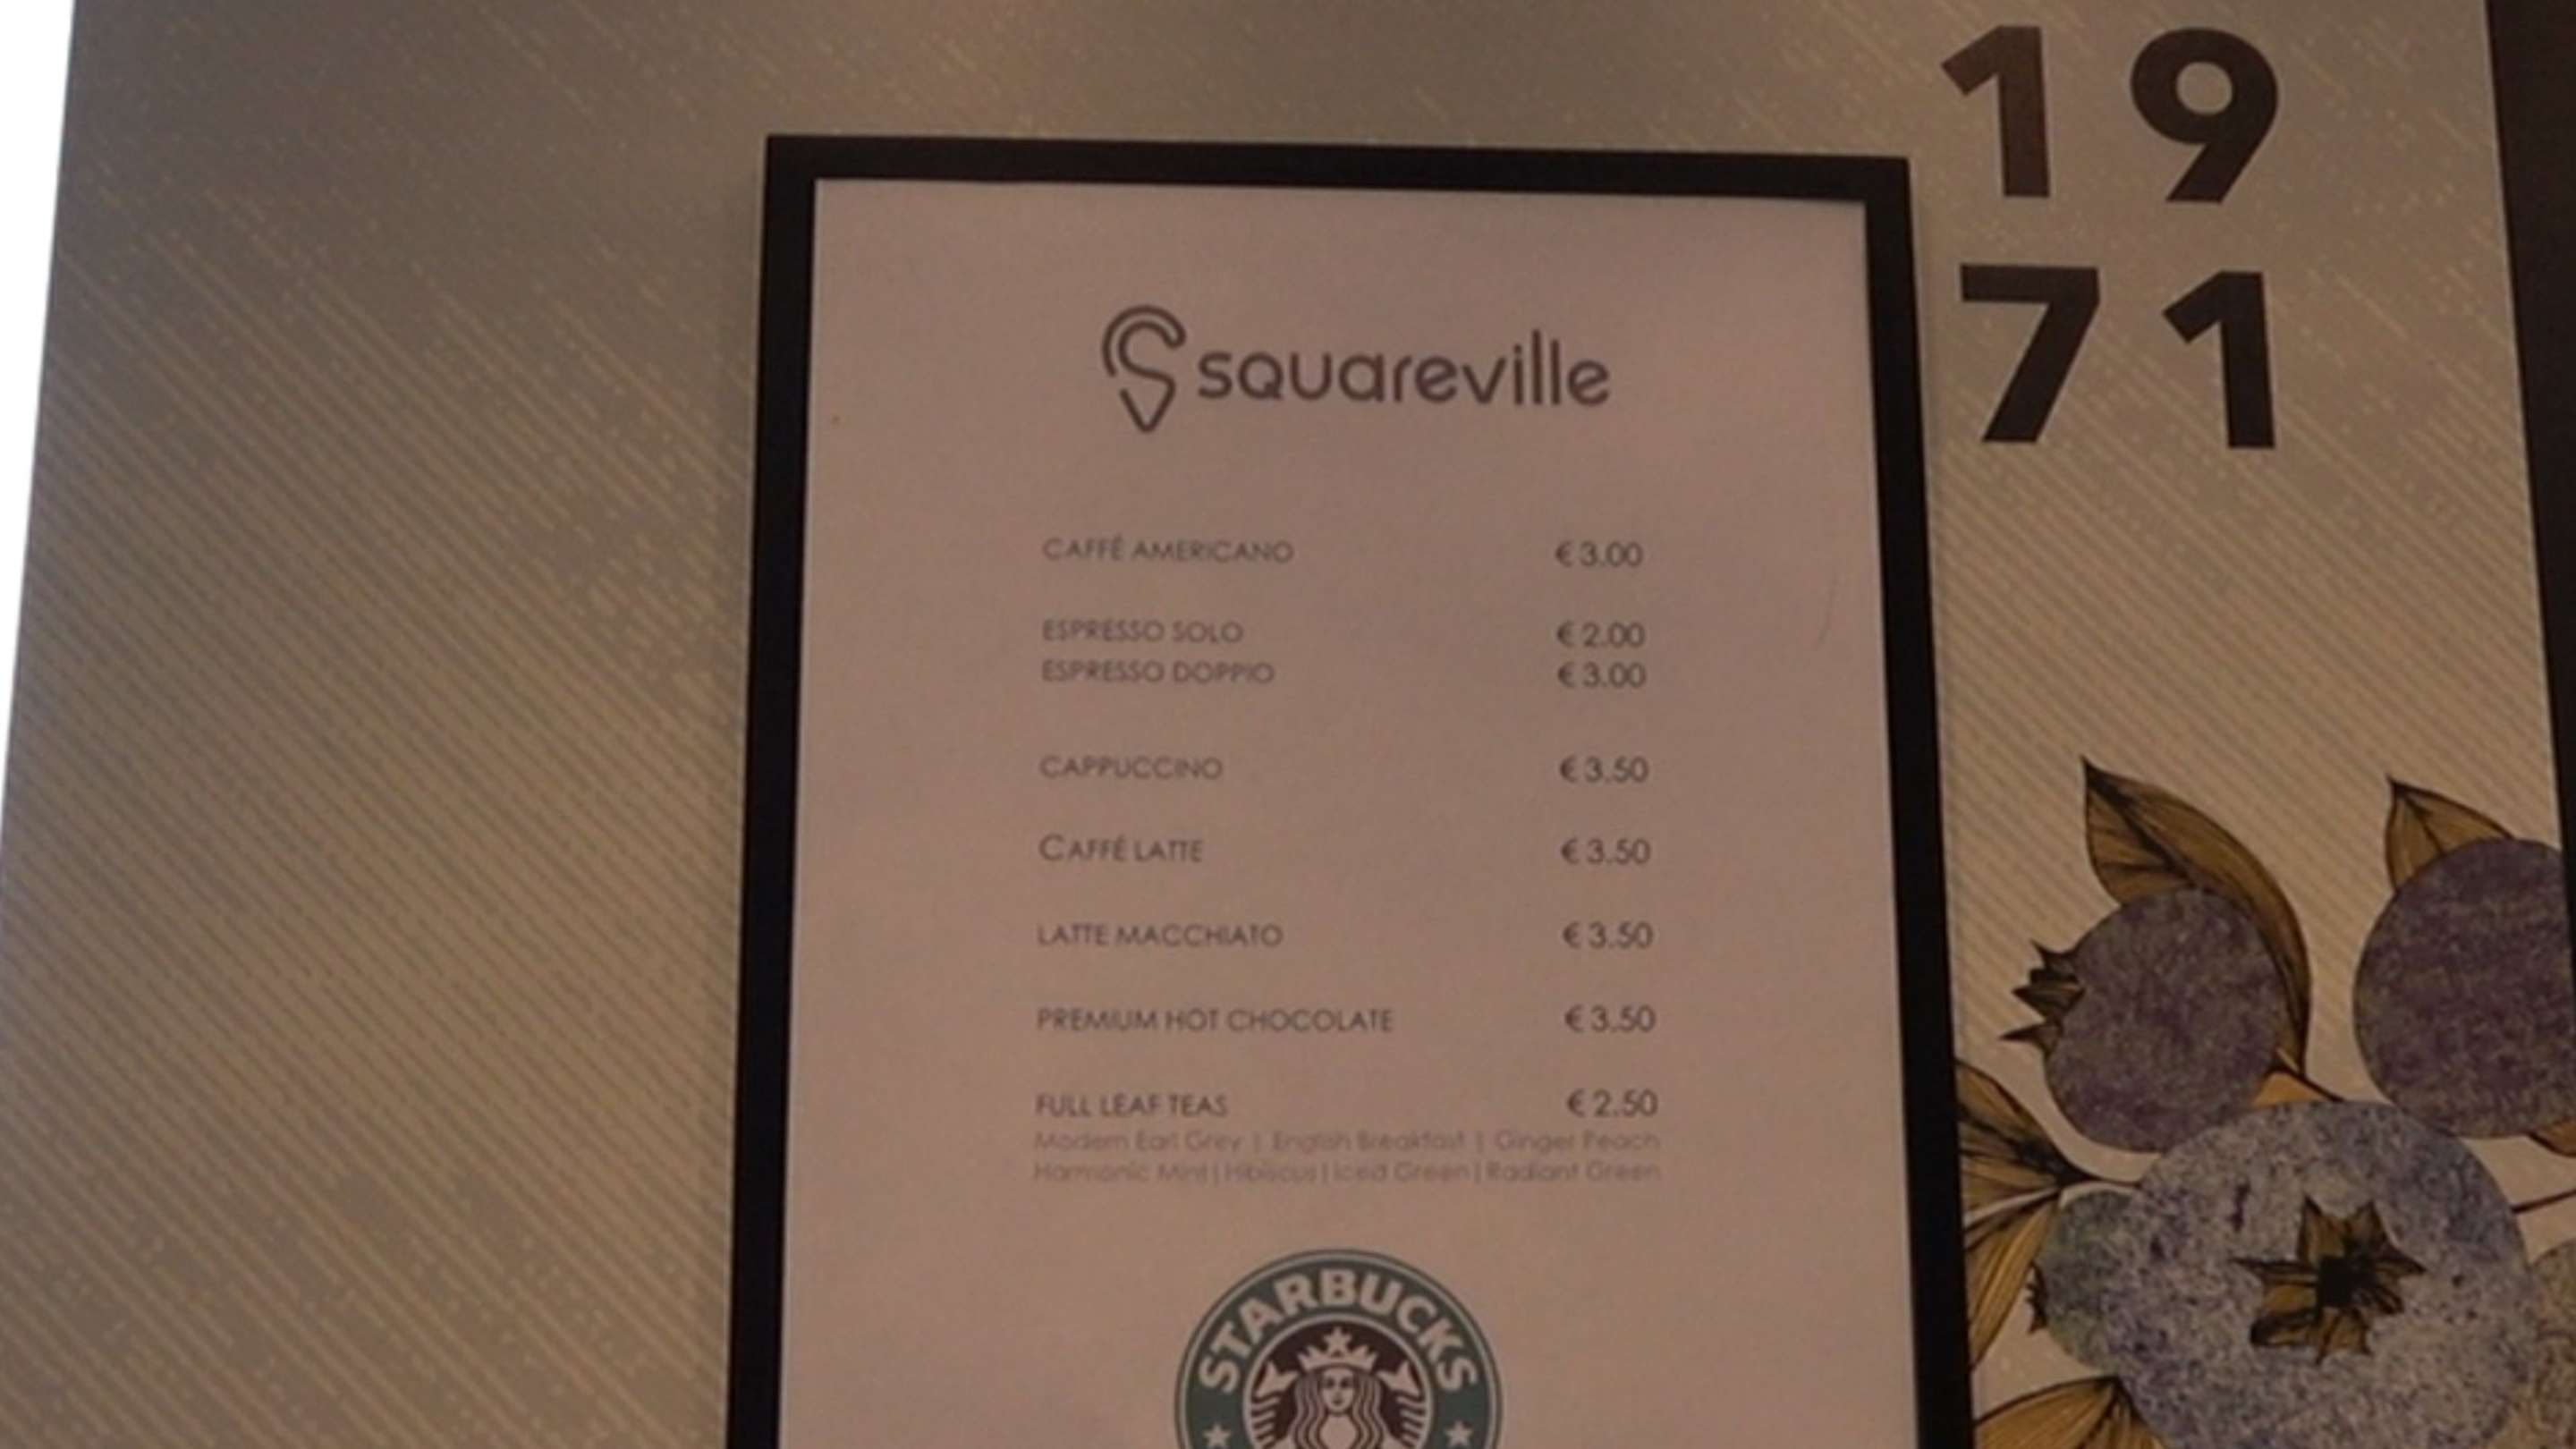 19
71
squareville
CAFFÉ AMERICANO € 3.00
ESPRESSO SOLO € 2.00
ESPRESSO DOPPIO € 3.00
CAPPUCCINO € 3.50
CAFFÉ LATTE € 3.50
LATTE MACCHIATO € 3.50
PREMIUM HOT CHOCOLATE € 3.50
FULL LEAF TEAS € 2.50
Modern Earl Grey | English Breakfast | Ginger Peach
Harmonic Mint | Hibiscus | Iced Green | Radiant Green
STARBUCKS